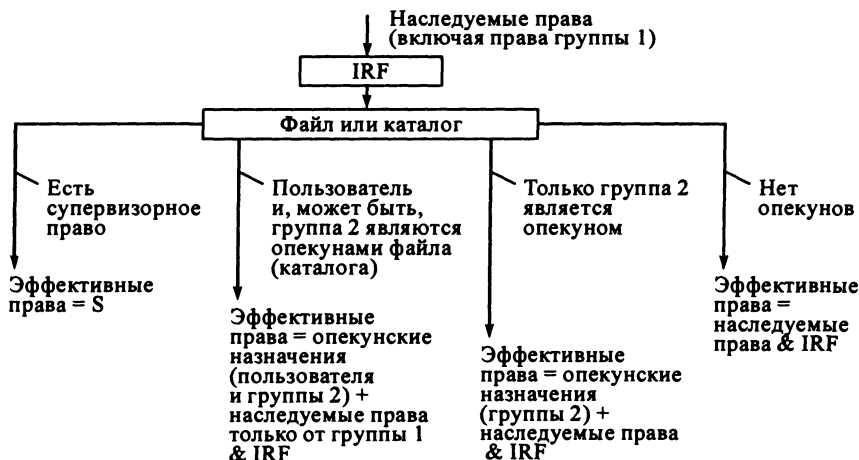 Наследуемые права
(включая права группы 1)
IRF
Файл или каталог
Есть
супервизорное
право
Пользователь
и, может быть,
группа 2 являются
опекунами файла
(каталога)
Только группа 2
является
опекуном
Нет
опекунов
Эффективные
права = S
Эффективные
права = опекунские
назначения
(пользователя
и группы 2) +
наследуемые права
только от группы 1
& IRF
Эффективные
права = опекунские
назначения
(группы 2) +
наследуемые права
& IRF
Эффективные
права =
наследуемые
права & IRF